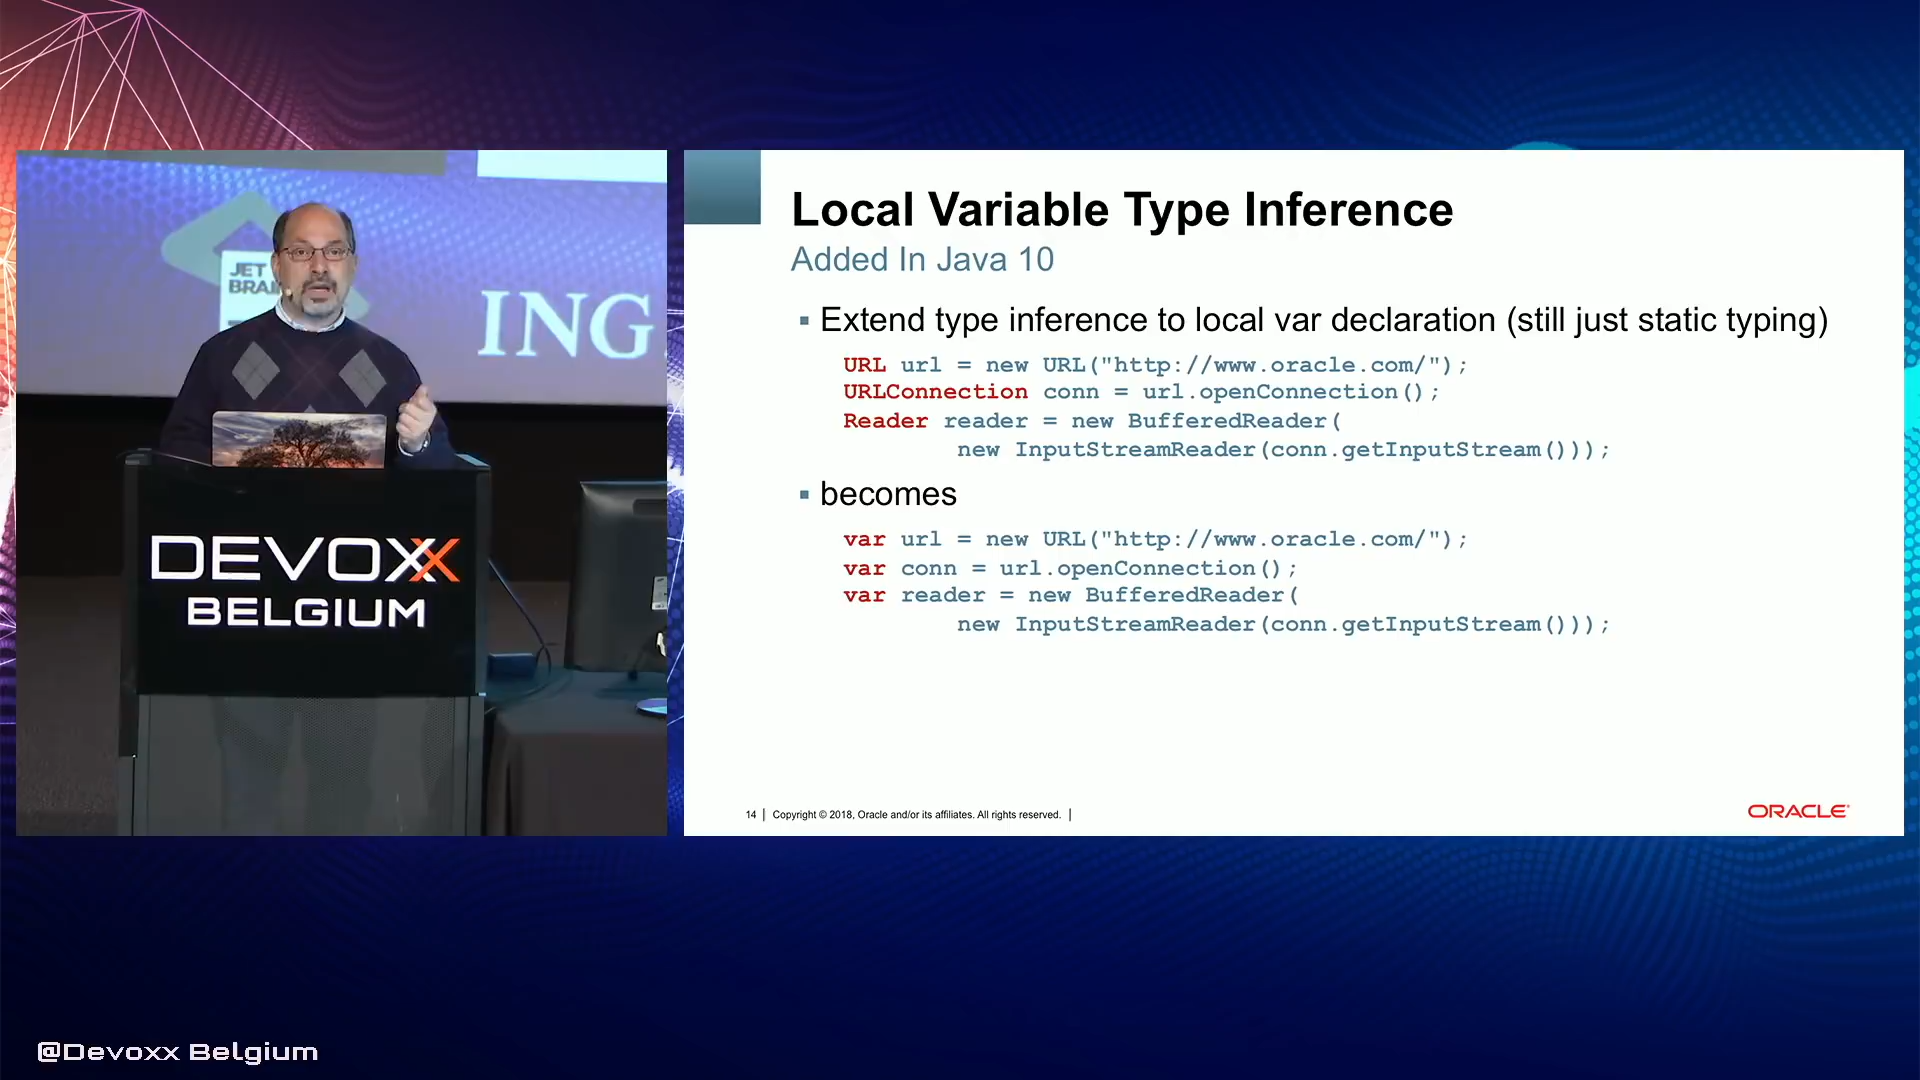 JET
BRAI
ING
DEVOXX
BELGIUM
Local Variable Type Inference
Added In Java 10
▪ Extend type inference to local var declaration (still just static typing)
URL url = new URL("http://www.oracle.com/");
URLConnection conn = url.openConnection();
Reader reader = new BufferedReader(
new InputStreamReader(conn.getInputStream()));
▪ becomes
var url = new URL("http://www.oracle.com/");
var conn = url.openConnection();
var reader = new BufferedReader(
new InputStreamReader(conn.getInputStream()));
14 | Copyright © 2018, Oracle and/or its affiliates. All rights reserved. |
ORACLE
@Devoxx Belgium